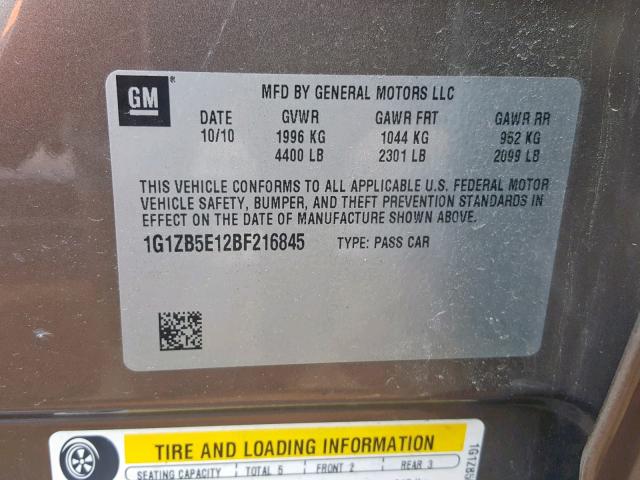 GM ® MFD BY GENERAL MOTORS LLC
DATE GVWR GAWR FRT GAWR RR
10/10 1996 KG 1044 KG 952 KG
4400 LB 2301 LB 2099 LB
THIS VEHICLE CONFORMS TO ALL APPLICABLE U.S. FEDERAL MOTOR
VEHICLE SAFETY, BUMPER, AND THEFT PREVENTION STANDARDS IN
EFFECT ON THE DATE OF MANUFACTURE SHOWN ABOVE.
1G1ZB5E12BF216845 TYPE: PASS CAR
TIRE AND LOADING INFORMATION
SEATING CAPACITY TOTAL 5 FRONT 2 REAR 3